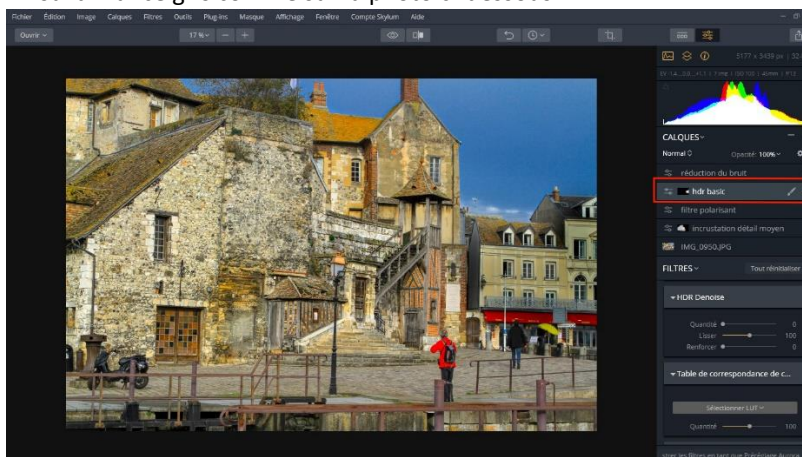 Fichier Édition Image Calques Filtres Outils Plug-ins Masque Affichage Fenêtre Compte Skylum Aide
Ouvrir
17 %
5177 x 5459 px | 32-
CALQUES
Normal Opacité: 100%
réduction du bruit
hdr basic
filtre polarisant
incrustation détail moyen
IMG_0950.JPG
FILTRES Tout réinitialiser
HDR Denoise
Quantité 0
Lisser 100
Renforcer 0
Table de correspondance de c...
Sélectionner LUT
Quantité 100